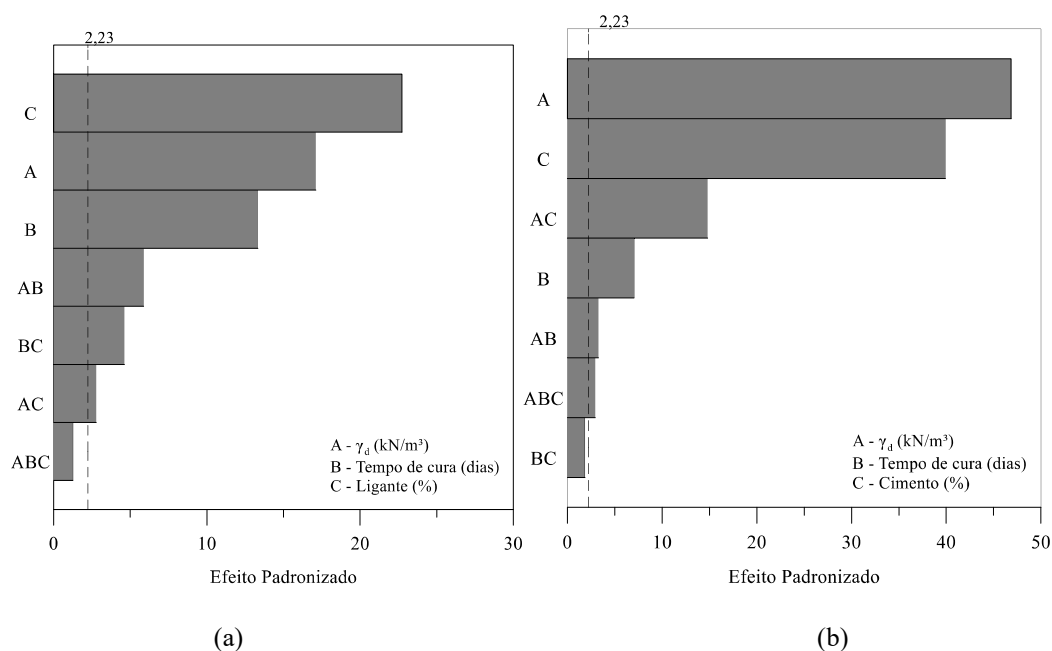 2,23
C
A
B
AB
BC
AC
ABC
A - γd (kN/m³)
B - Tempo de cura (dias)
C - Ligante (%)
0 10 20 30
Efeito Padronizado
(a)
2,23
A
C
AC
B
AB
ABC
BC
A - γd (kN/m³)
B - Tempo de cura (dias)
C - Cimento (%)
0 10 20 30 40 50
Efeito Padronizado
(b)